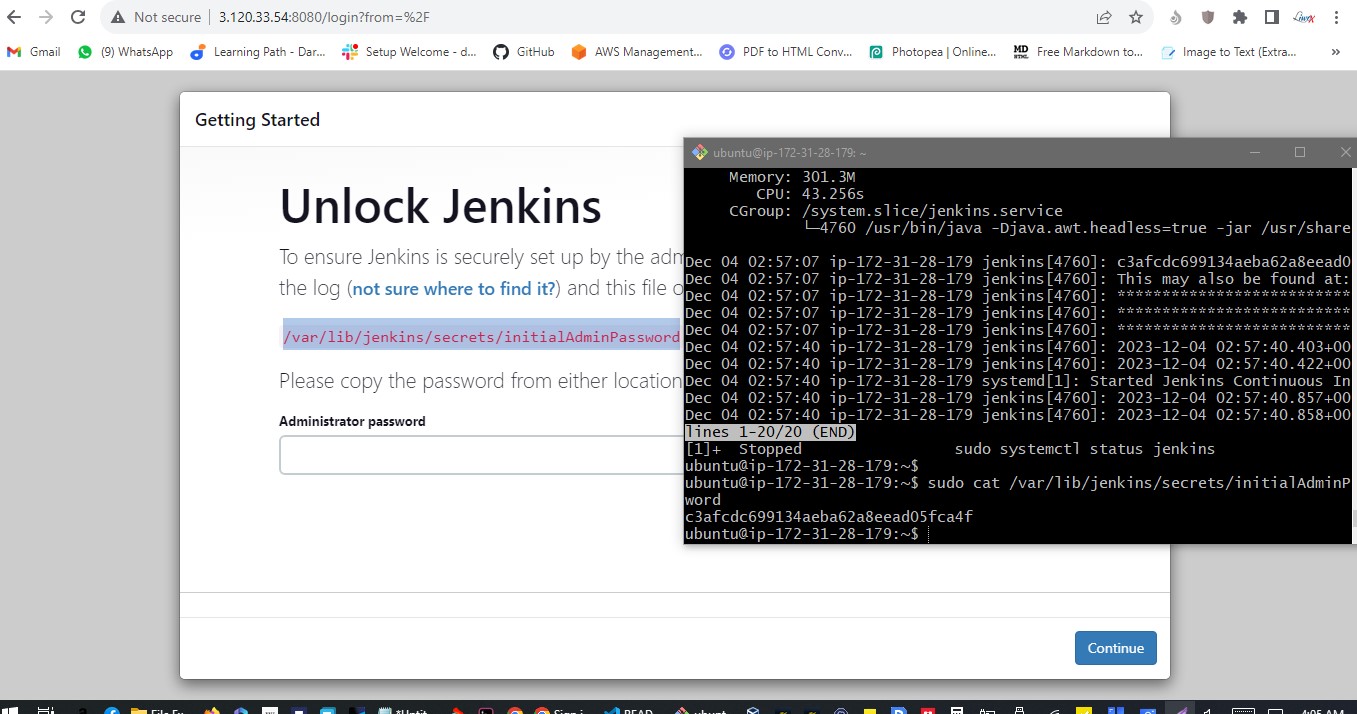 Not secure | 3.120.33.54:8080/login?from=%2F
Gmail (9) WhatsApp Learning Path - Dar... Setup Welcome - d... GitHub AWS Management... PDF to HTML Conv... Photopea | Online... Free Markdown to... Image to Text (Extra... »
Getting Started
Unlock Jenkins
To ensure Jenkins is securely set up by the adm
the log (not sure where to find it?) and this file o
/var/lib/jenkins/secrets/initialAdminPassword
Please copy the password from either location
Administrator password
Continue
ubuntu@ip-172-31-28-179: ~
Memory: 301.3M
CPU: 43.256s
CGroup: /system.slice/jenkins.service
└─4760 /usr/bin/java -Djava.awt.headless=true -jar /usr/share
Dec 04 02:57:07 ip-172-31-28-179 jenkins[4760]: c3afcdc699134aeba62a8eead0
Dec 04 02:57:07 ip-172-31-28-179 jenkins[4760]: This may also be found at:
Dec 04 02:57:07 ip-172-31-28-179 jenkins[4760]: **************************
Dec 04 02:57:07 ip-172-31-28-179 jenkins[4760]: **************************
Dec 04 02:57:07 ip-172-31-28-179 jenkins[4760]: **************************
Dec 04 02:57:40 ip-172-31-28-179 jenkins[4760]: 2023-12-04 02:57:40.403+00
Dec 04 02:57:40 ip-172-31-28-179 jenkins[4760]: 2023-12-04 02:57:40.422+00
Dec 04 02:57:40 ip-172-31-28-179 systemd[1]: Started Jenkins Continuous In
Dec 04 02:57:40 ip-172-31-28-179 jenkins[4760]: 2023-12-04 02:57:40.857+00
Dec 04 02:57:40 ip-172-31-28-179 jenkins[4760]: 2023-12-04 02:57:40.858+00
lines 1-20/20 (END)
[1]+  Stopped                 sudo systemctl status jenkins
ubuntu@ip-172-31-28-179:~$
ubuntu@ip-172-31-28-179:~$ sudo cat /var/lib/jenkins/secrets/initialAdminP
word
c3afcdc699134aeba62a8eead05fca4f
ubuntu@ip-172-31-28-179:~$